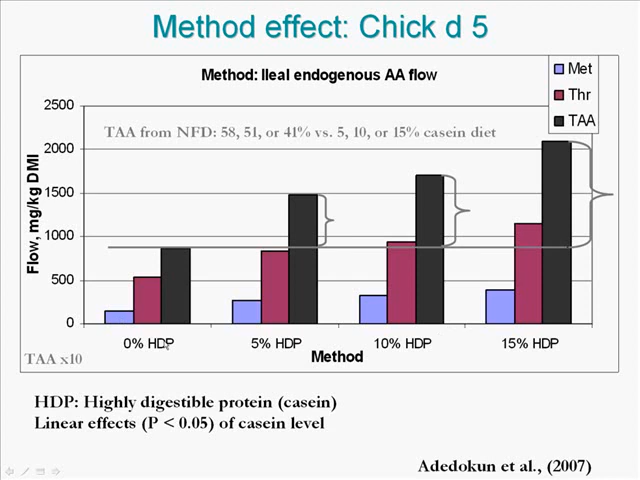 Method effect: Chick d 5
Method: Ileal endogenous AA flow
Met
Thr
TAA
TAA from NFD: 58, 51, or 41% vs. 5, 10, or 15% casein diet
Flow, mg/kg DMI
2500
2000
1500
1000
500
0
0% HDP
5% HDP
10% HDP
15% HDP
Method
TAA x10
HDP: Highly digestible protein (casein)
Linear effects (P < 0.05) of casein level
Adedokun et al., (2007)